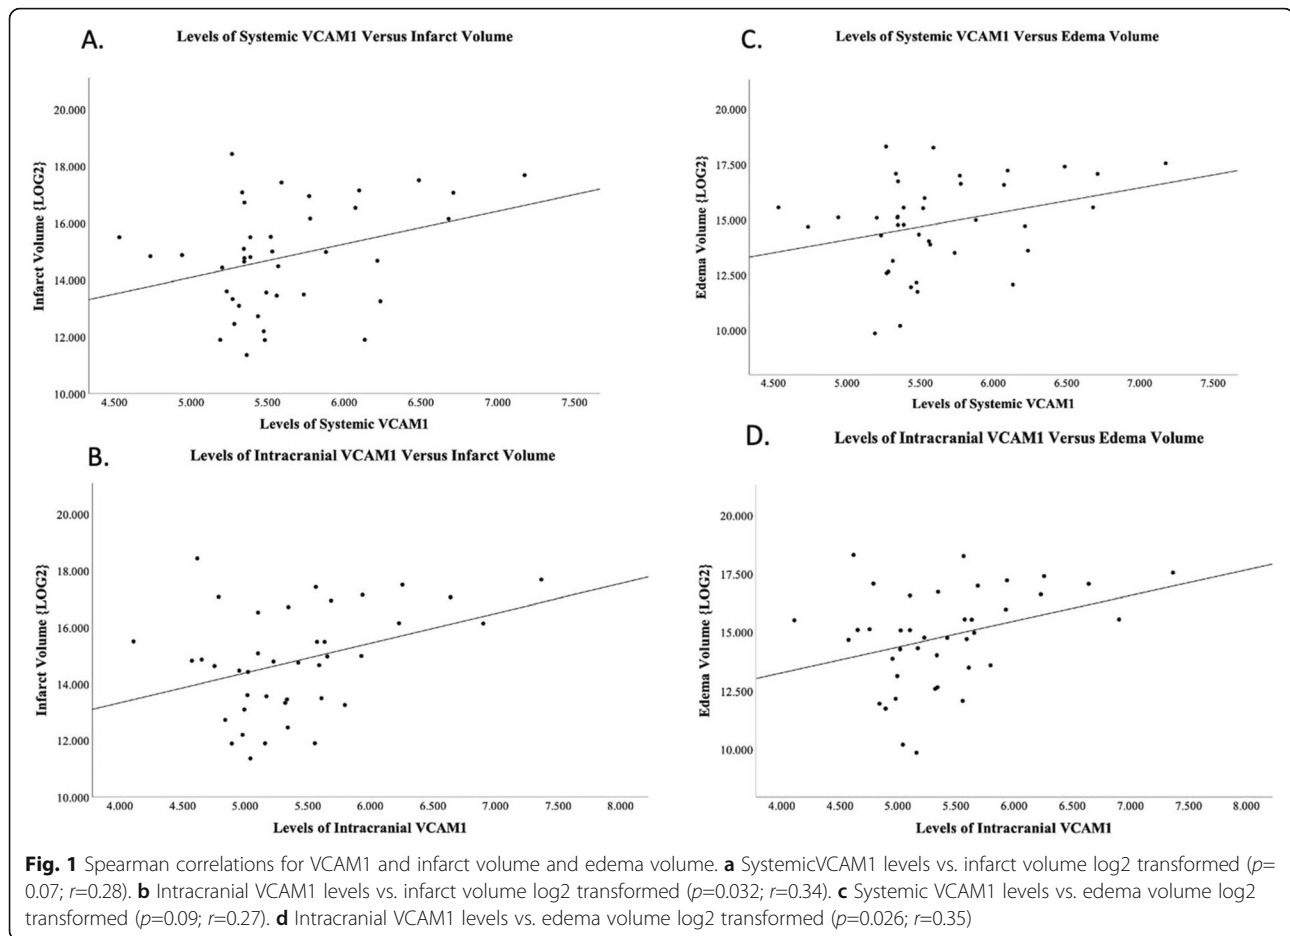 A.
Levels of Systemic VCAM1 Versus Infarct Volume
Infarct Volume {LOG2}
20.000
18.000
16.000
14.000
12.000
10.000
4.500 5.000 5.500 6.000 6.500 7.000 7.500
Levels of Systemic VCAM1
B.
Levels of Intracranial VCAM1 Versus Infarct Volume
Infarct Volume {LOG2}
20.000
18.000
16.000
14.000
12.000
10.000
4.000 4.500 5.000 5.500 6.000 6.500 7.000 7.500 8.000
Levels of Intracranial VCAM1
C.
Levels of Systemic VCAM1 Versus Edema Volume
Edema Volume {LOG2}
20.000
17.500
15.000
12.500
10.000
4.500 5.000 5.500 6.000 6.500 7.000 7.500
Levels of Systemic VCAM1
D.
Levels of Intracranial VCAM1 Versus Edema Volume
Edema Volume {LOG2}
20.000
17.500
15.000
12.500
10.000
4.000 4.500 5.000 5.500 6.000 6.500 7.000 7.500 8.000
Levels of Intracranial VCAM1
Fig. 1 Spearman correlations for VCAM1 and infarct volume and edema volume. a SystemicVCAM1 levels vs. infarct volume log2 transformed (p=
0.07; r=0.28). b Intracranial VCAM1 levels vs. infarct volume log2 transformed (p=0.032; r=0.34). c Systemic VCAM1 levels vs. edema volume log2
transformed (p=0.09; r=0.27). d Intracranial VCAM1 levels vs. edema volume log2 transformed (p=0.026; r=0.35)